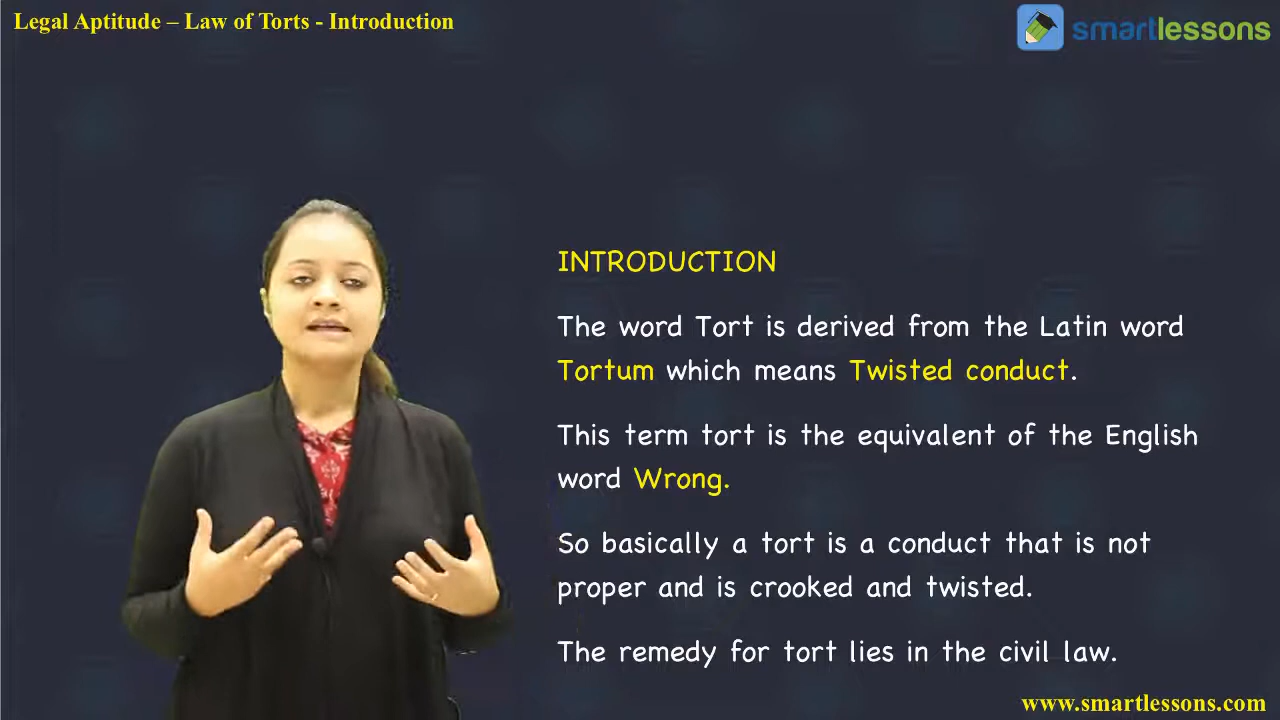 Legal Aptitude – Law of Torts - Introduction
smartlessons
INTRODUCTION
The word Tort is derived from the Latin word
Tortum which means Twisted conduct.
This term tort is the equivalent of the English
word Wrong.
So basically a tort is a conduct that is not
proper and is crooked and twisted.
The remedy for tort lies in the civil law.
www.smartlessons.com